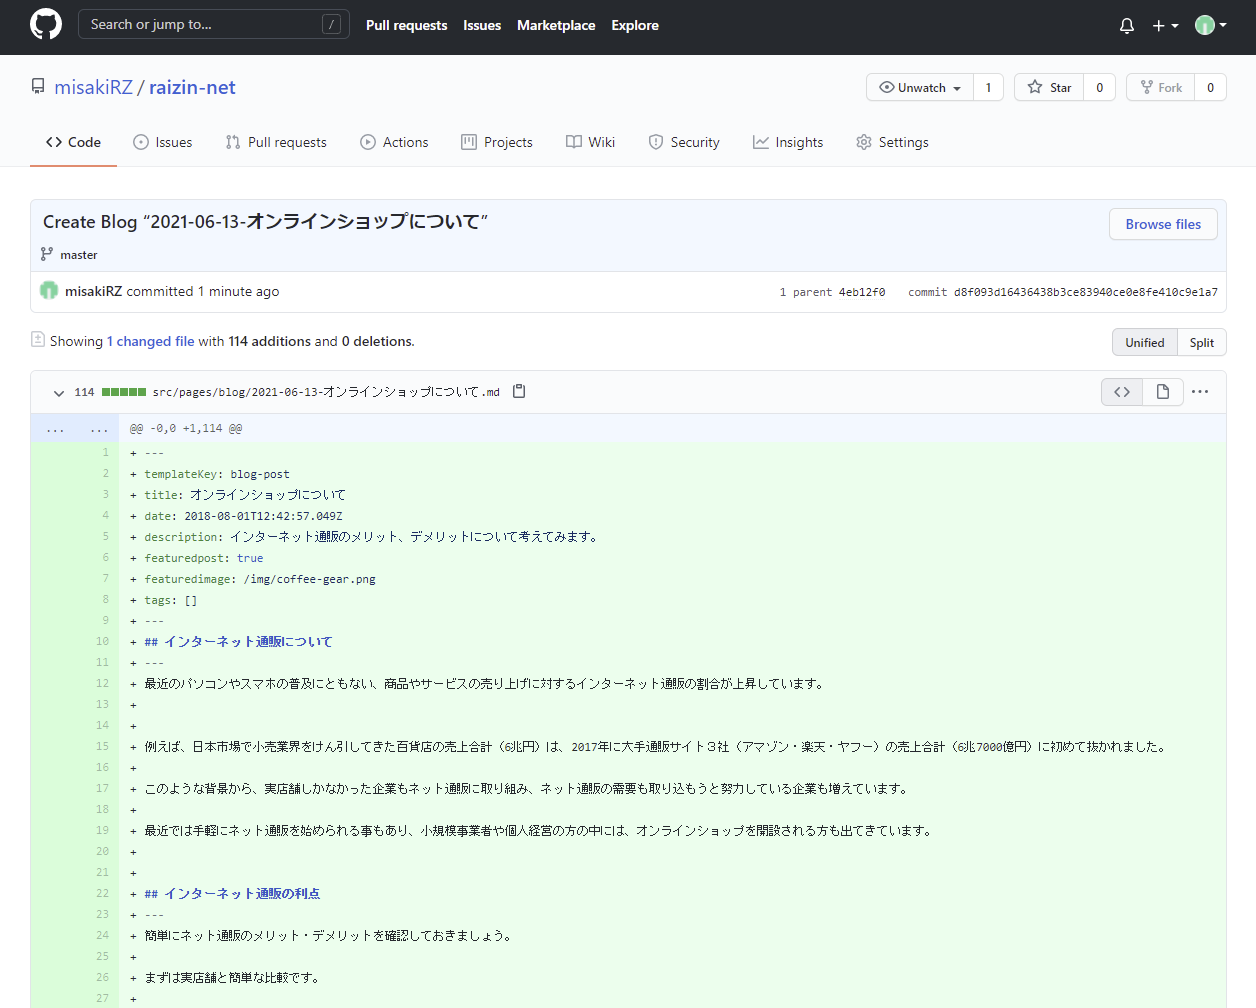 Search or jump to... /
Pull requests Issues Marketplace Explore
misakiRZ / raizin-net
Unwatch 1 Star 0 Fork 0
Code Issues Pull requests Actions Projects Wiki Security Insights Settings
Create Blog “2021-06-13-オンラインショップについて”
Browse files
master
misakiRZ committed 1 minute ago
1 parent 4eb12f0 commit d8f093d16436438b3ce83940ce0e8fe410c9e1a7
Showing 1 changed file with 114 additions and 0 deletions.
Unified Split
114 src/pages/blog/2021-06-13-オンラインショップについて.md
... ... @@ -0,0 +1,114 @@
1 + ---
2 + templateKey: blog-post
3 + title: オンラインショップについて
4 + date: 2018-08-01T12:42:57.049Z
5 + description: インターネット通販のメリット、デメリットについて考えてみます。
6 + featuredpost: true
7 + featuredimage: /img/coffee-gear.png
8 + tags: []
9 + ---
10 + ## インターネット通販について
11 + ---
12 + 最近のパソコンやスマホの普及にともない、商品やサービスの売り上げに対するインターネット通販の割合が上昇しています。
13 +
14 +
15 + 例えば、日本市場で小売業界をけん引してきた百貨店の売上合計（6兆円）は、2017年に大手通販サイト３社（アマゾン・楽天・ヤフー）の売上合計（6兆7000億円）に初めて抜かれました。
16 +
17 + このような背景から、実店舗しかなかった企業もネット通販に取り組み、ネット通販の需要も取り込もうと努力している企業も増えています。
18 +
19 + 最近では手軽にネット通販を始められる事もあり、小規模事業者や個人経営の方の中には、オンラインショップを開設される方も出てきています。
20 +
21 +
22 + ## インターネット通販の利点
23 + ---
24 + 簡単にネット通販のメリット・デメリットを確認しておきましょう。
25 +
26 + まずは実店舗と簡単な比較です。
27 +